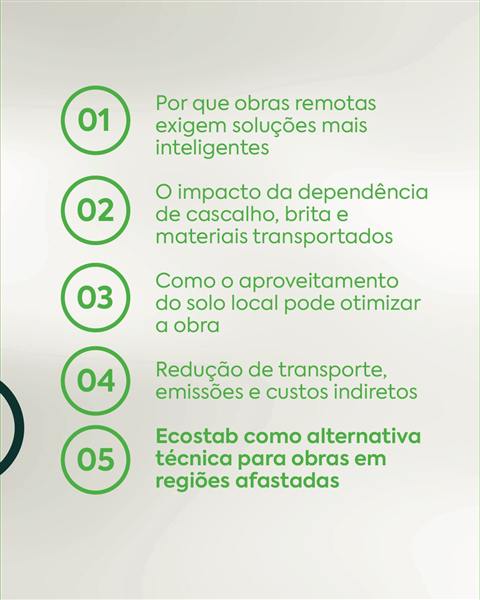 01
Por que obras remotas
exigem soluções mais
inteligentes
02
O impacto da dependência
de cascalho, brita e
materiais transportados
03
Como o aproveitamento
do solo local pode otimizar
a obra
04
Redução de transporte,
emissões e custos indiretos
05
Ecostab como alternativa
técnica para obras em
regiões afastadas